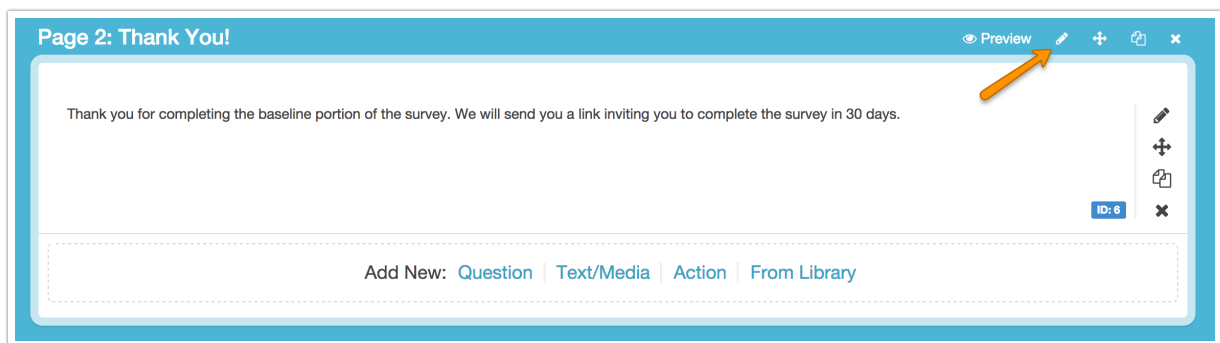 Page 2: Thank You!
Preview
Thank you for completing the baseline portion of the survey. We will send you a link inviting you to complete the survey in 30 days.
ID: 6
Add New: Question Text/Media Action From Library